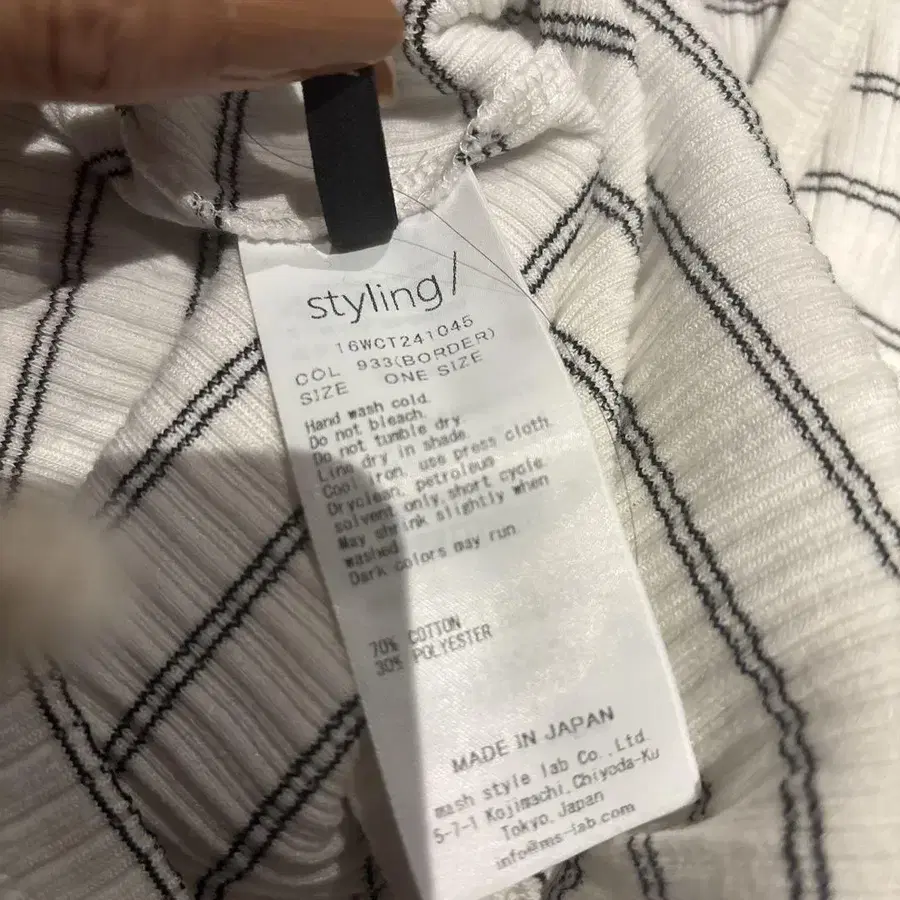 styling/
16WCT241045
COL 933(BORDER)
SIZE ONE SIZE
Hand wash cold.
Do not bleach.
Do not tumble dry.
Line dry in shade.
Cool iron, use press cloth.
Dryclean, petroleum
solvent only,short cycle.
May shrink slightly when
washed
Dark colors may run.
70% COTTON
30% POLYESTER
MADE IN JAPAN
mash style lab Co.,Ltd.
5-7-1 Kojimachi,Chiyoda-Ku
Tokyo,Japan
info@ms-lab.com